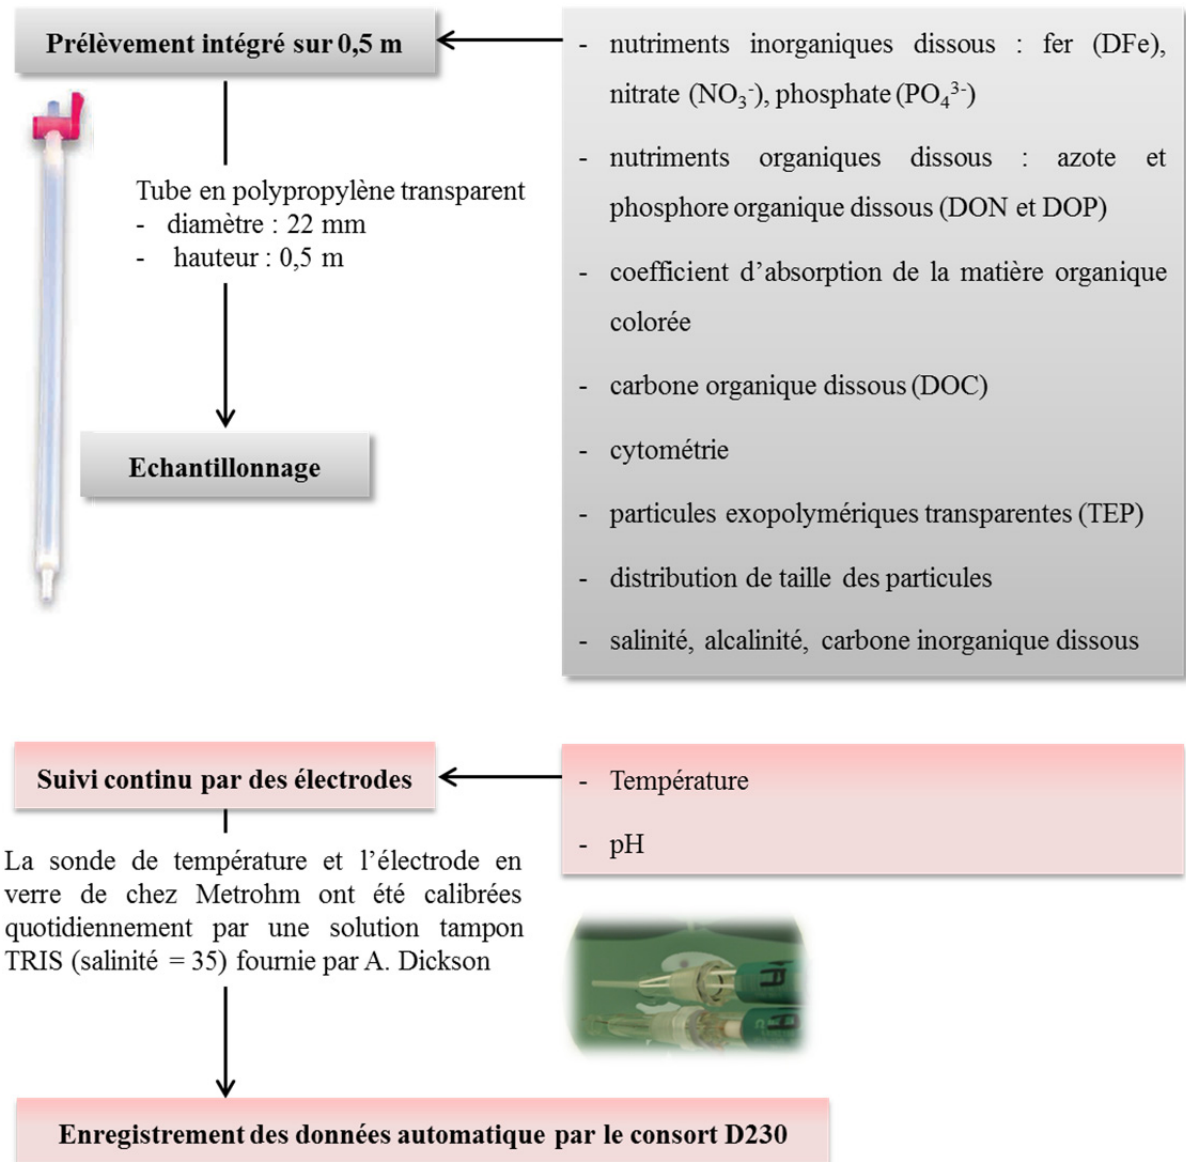 Prélèvement intégré sur 0,5 m
- nutriments inorganiques dissous : fer (DFe),
nitrate (NO₃⁻), phosphate (PO₄³⁻)
- nutriments organiques dissous : azote et
phosphore organique dissous (DON et DOP)
- coefficient d’absorption de la matière organique
colorée
- carbone organique dissous (DOC)
- cytométrie
- particules exopolymériques transparentes (TEP)
- distribution de taille des particules
- salinité, alcalinité, carbone inorganique dissous
Tube en polypropylène transparent
- diamètre : 22 mm
- hauteur : 0,5 m
Echantillonnage
Suivi continu par des électrodes
- Température
- pH
La sonde de température et l’électrode en
verre de chez Metrohm ont été calibrées
quotidiennement par une solution tampon
TRIS (salinité = 35) fournie par A. Dickson
Enregistrement des données automatique par le consort D230